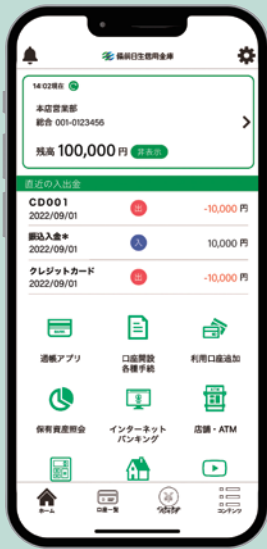 備前日生信用金庫
14:02現在
本店営業部
総合 001-0123456
残高 100,000 円 非表示
直近の入出金
CD001
2022/09/01 出 -10,000 円
振込入金*
2022/09/01 入 10,000 円
クレジットカード
2022/09/01 出 -10,000 円
通帳アプリ 口座開設 利用口座追加
各種手続
保有資産照会 インターネット 店舗・ATM
バンキング
ホーム 口座一覧 コンテンツ